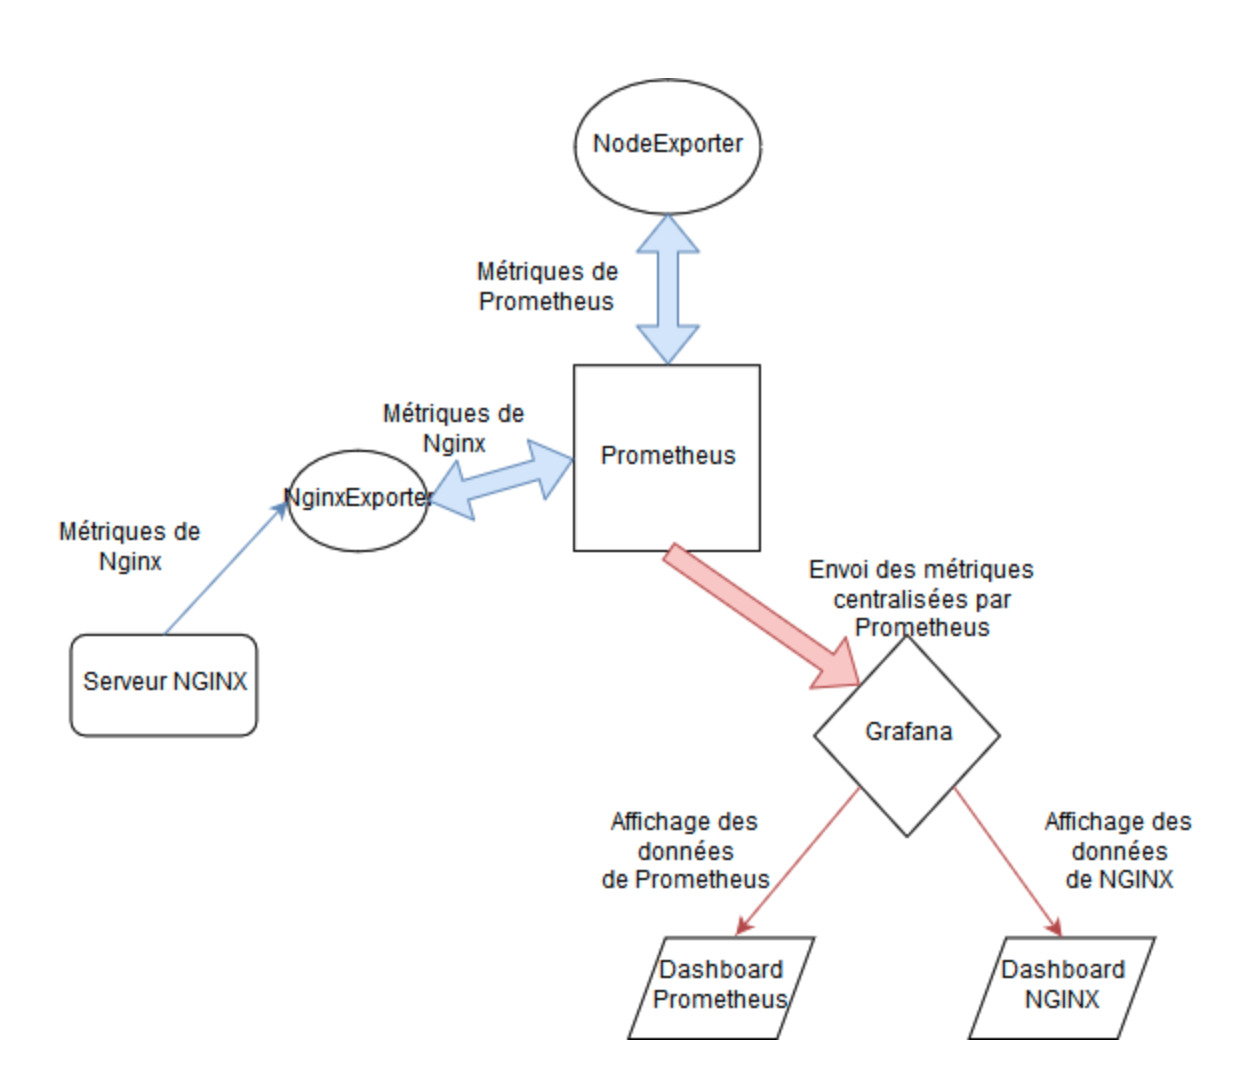 NodeExporter
Métriques de
Prometheus
Métriques de
Nginx
Prometheus
NginxExporter
Métriques de
Nginx
Envoi des métriques
centralisées par
Prometheus
Serveur NGINX
Grafana
Affichage des
données
de Prometheus
Affichage des
données
de NGINX
Dashboard
Prometheus
Dashboard
NGINX